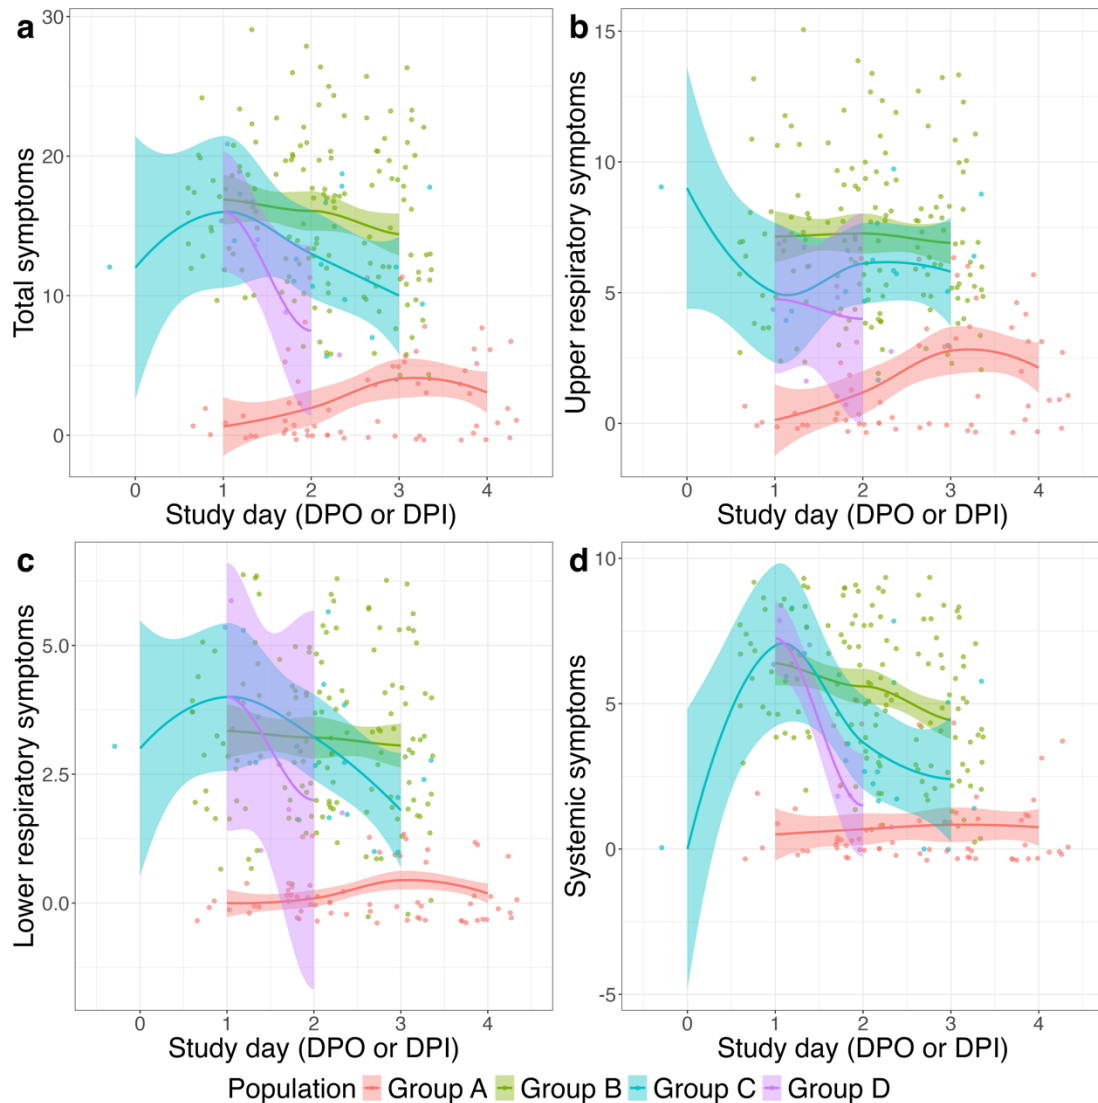 a
30
20
10
0
Total symptoms
0 1 2 3 4
Study day (DPO or DPI)
b
15
10
5
0
Upper respiratory symptoms
0 1 2 3 4
Study day (DPO or DPI)
c
5.0
2.5
0.0
Lower respiratory symptoms
0 1 2 3 4
Study day (DPO or DPI)
d
10
5
0
-5
Systemic symptoms
0 1 2 3 4
Study day (DPO or DPI)
Population Group A Group B Group C Group D